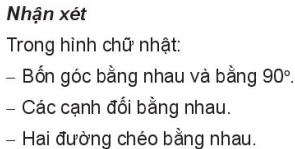 Nhận xét
Trong hình chữ nhật:
– Bốn góc bằng nhau và bằng 90º.
– Các cạnh đối bằng nhau.
– Hai đường chéo bằng nhau.